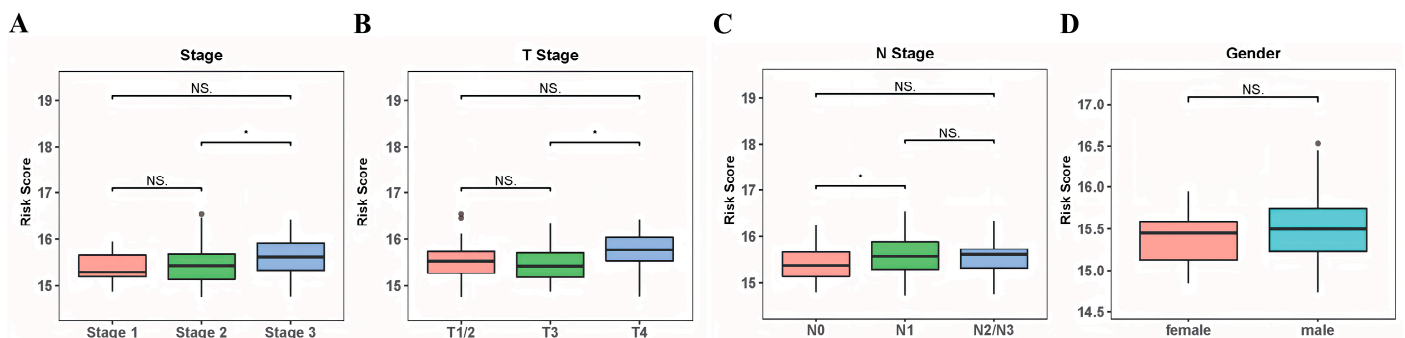 A
Stage
Risk Score
19
18
17
16
15
NS.
*
NS.
Stage 1 Stage 2 Stage 3
B
T Stage
Risk Score
19
18
17
16
15
NS.
*
NS.
T1/2 T3 T4
C
N Stage
Risk Score
19
18
17
16
15
NS.
NS.
*
N0 N1 N2/N3
D
Gender
Risk Score
17.0
16.5
16.0
15.5
15.0
14.5
NS.
female male